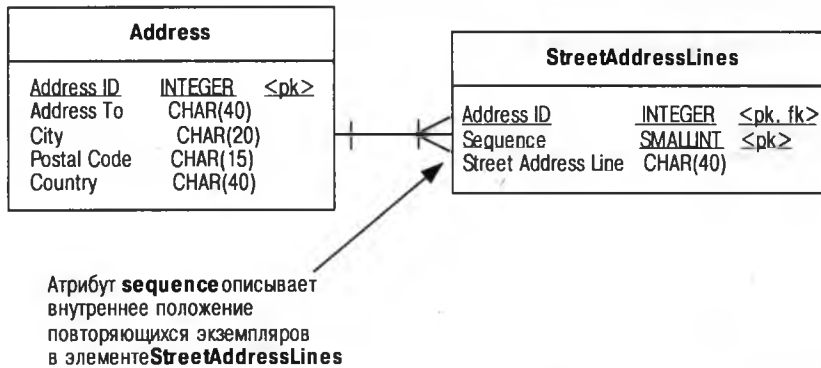 Address
Address ID INTEGER <pk>
Address To CHAR(40)
City CHAR(20)
Postal Code CHAR(15)
Country CHAR(40)
StreetAddressLines
Address ID INTEGER <pk, fk>
Sequence SMALLINT <pk>
Street Address Line CHAR(40)
Атрибут sequence описывает
внутреннее положение
повторяющихся экземпляров
в элементе StreetAddressLines